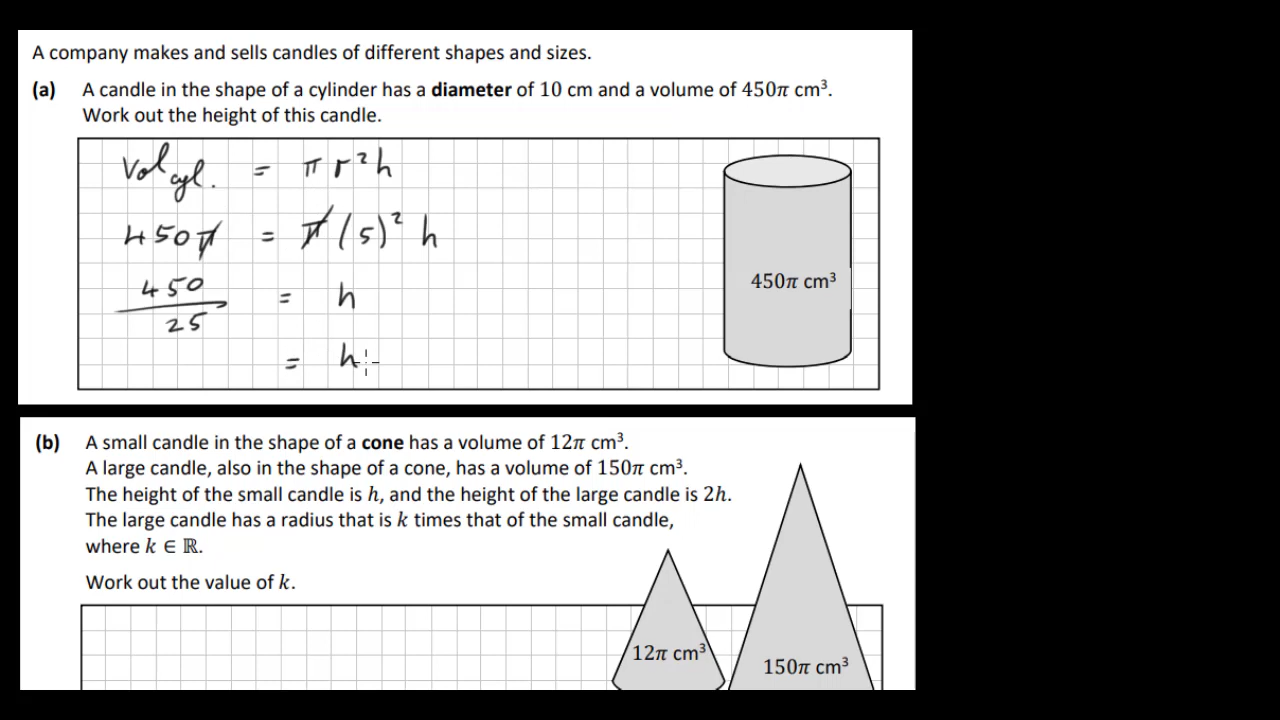 A company makes and sells candles of different shapes and sizes.
(a) A candle in the shape of a cylinder has a diameter of 10 cm and a volume of 450π cm³.
Work out the height of this candle.
Vol cyl. = π r² h
450π = π (5)² h
450/25 = h
= h
450π cm³
(b) A small candle in the shape of a cone has a volume of 12π cm³.
A large candle, also in the shape of a cone, has a volume of 150π cm³.
The height of the small candle is h, and the height of the large candle is 2h.
The large candle has a radius that is k times that of the small candle,
where k ∈ ℝ.
Work out the value of k.
12π cm³
150π cm³